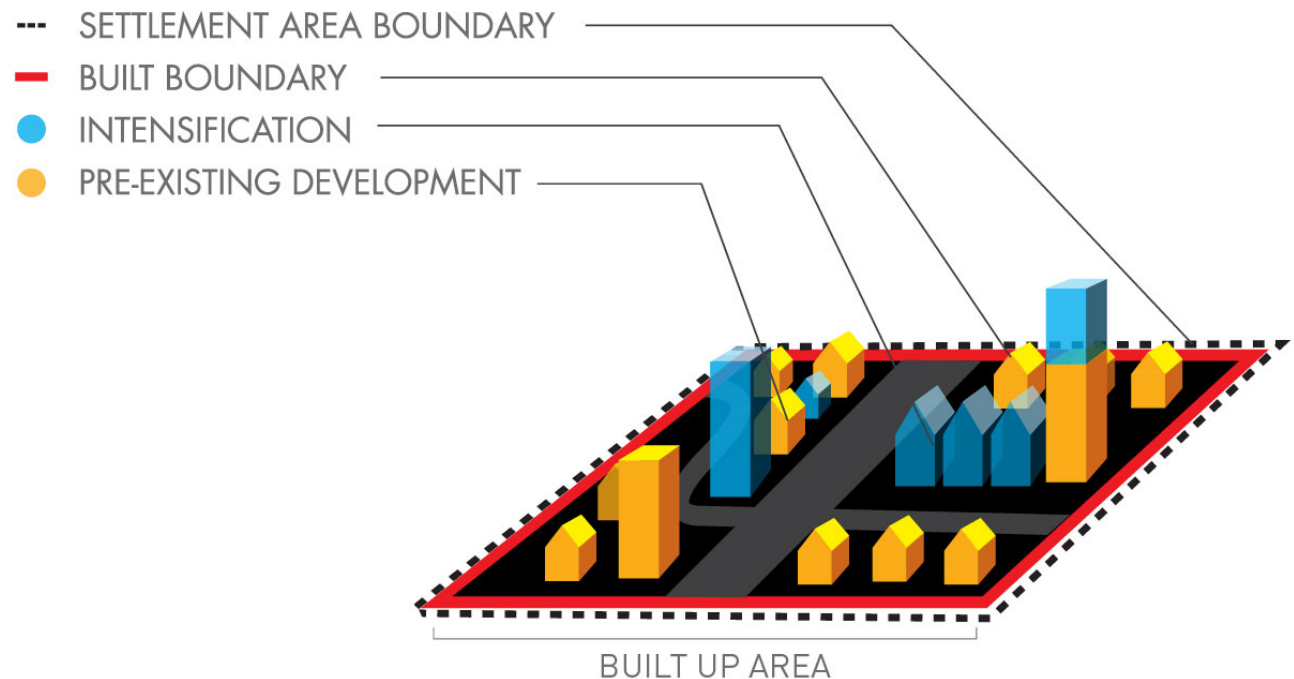 SETTLEMENT AREA BOUNDARY
BUILT BOUNDARY
INTENSIFICATION
PRE-EXISTING DEVELOPMENT
BUILT UP AREA